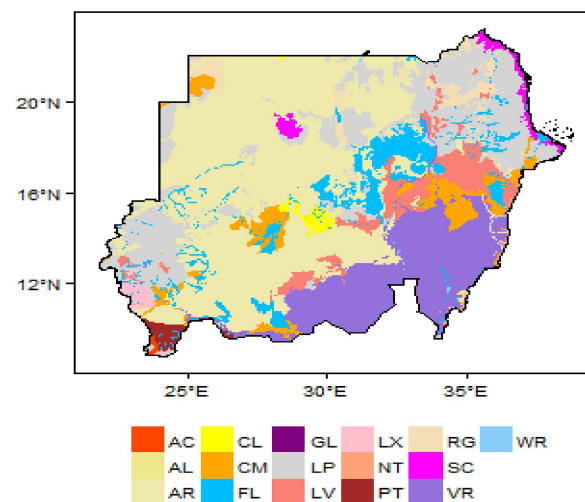 20°N
16°N
12°N
25°E 30°E 35°E
AC CL GL LX RG WR
AL CM LP NT SC
AR FL LV PT VR